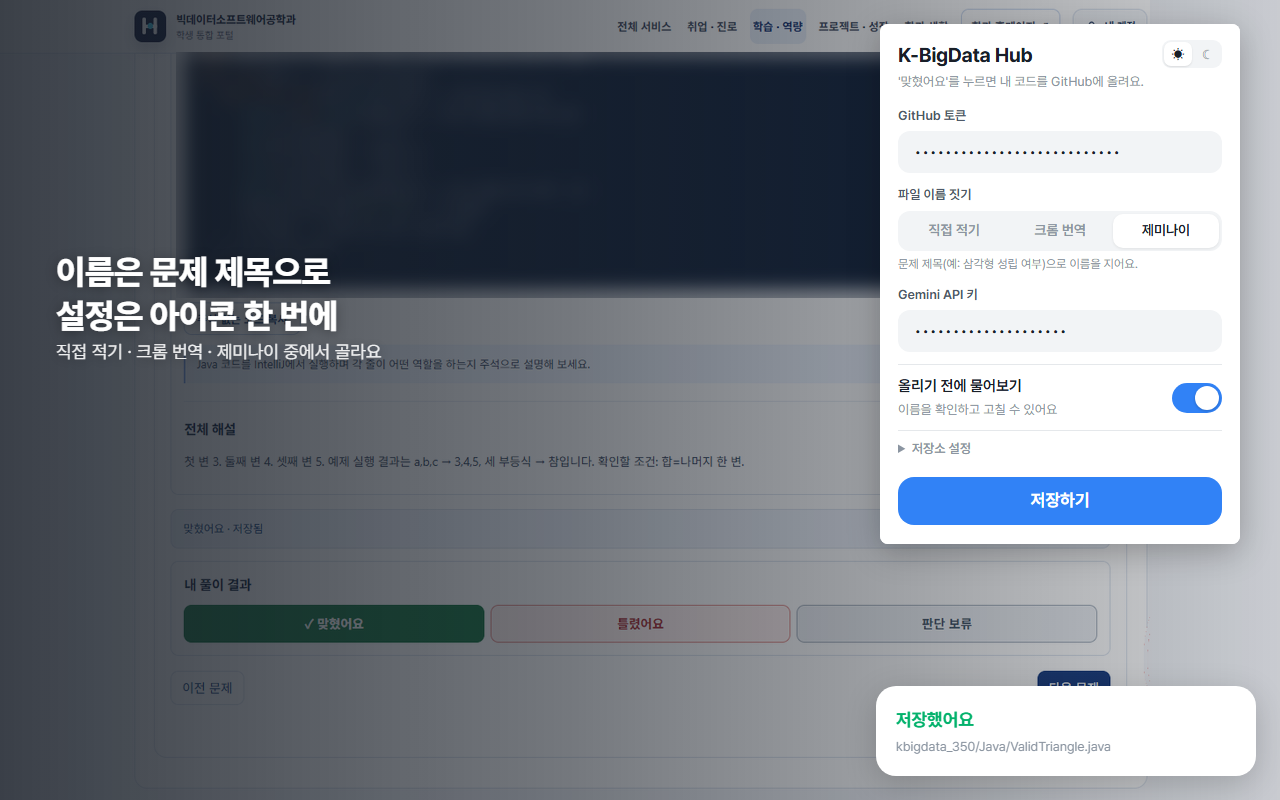 빅데이터소프트웨어공학과
학생 통합 포털
전체 서비스
취업 · 진로
학습 · 역량
프로젝트 · 성장
K-BigData Hub
'맞혔어요'를 누르면 내 코드를 GitHub에 올려요.
GitHub 토큰
파일 이름 짓기
직접 적기
크롬 번역
제미나이
문제 제목(예: 삼각형 성립 여부)으로 이름을 지어요.
Gemini API 키
올리기 전에 물어보기
이름을 확인하고 고칠 수 있어요
저장소 설정
저장하기
이름은 문제 제목으로
설정은 아이콘 한 번에
직접 적기 · 크롬 번역 · 제미나이 중에서 골라요
Java 코드를 IntelliJ에서 실행하며 각 줄이 어떤 역할을 하는지 주석으로 설명해 보세요.
전체 해설
첫 변 3. 둘째 변 4. 셋째 변 5. 예제 실행 결과는 a,b,c → 3,4,5, 세 부등식 → 참입니다. 확인할 조건: 합=나머지 한 변.
맞혔어요 · 저장됨
내 풀이 결과
✓ 맞혔어요
틀렸어요
판단 보류
이전 문제
다음 문제
저장했어요
kbigdata_350/Java/ValidTriangle.java